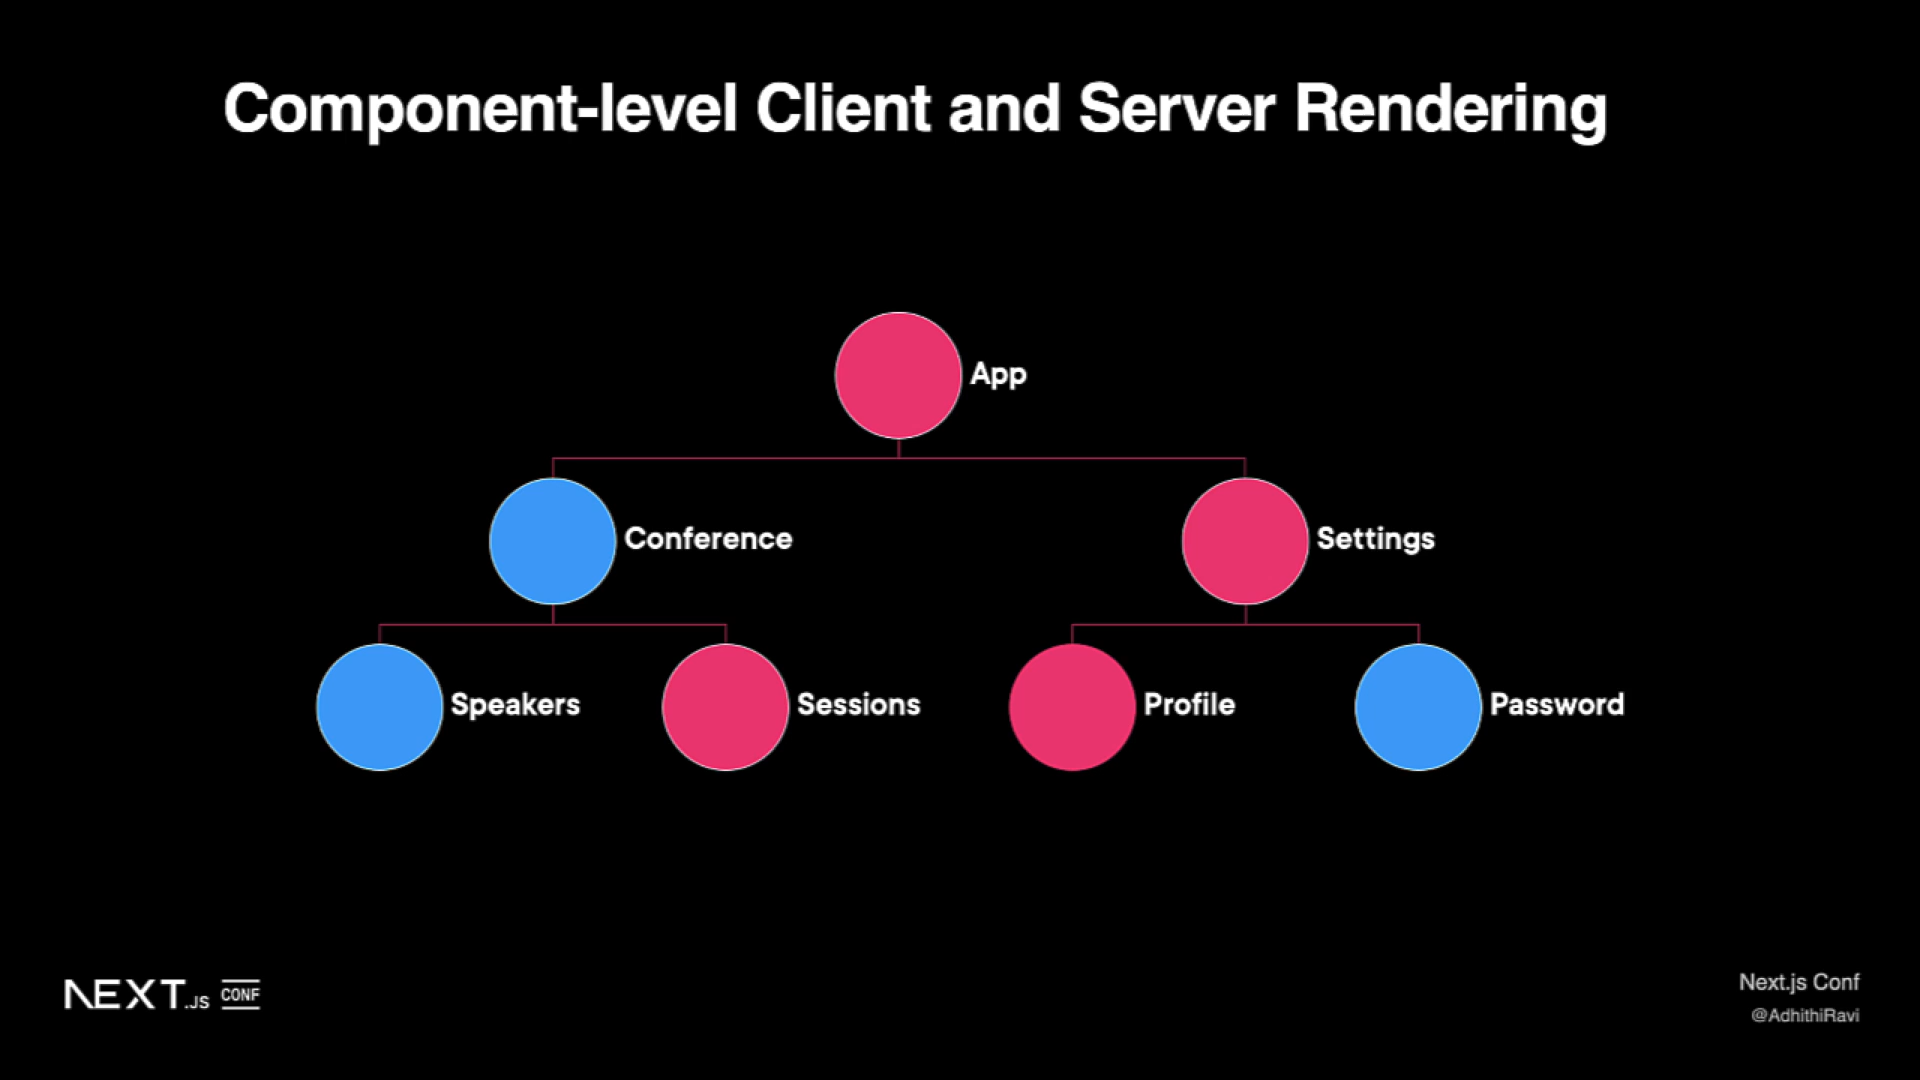 Component-level Client and Server Rendering
App
Conference
Settings
Speakers
Sessions
Profile
Password
NEXT.JS CONF
Next.js Conf
@AdhithiRavi